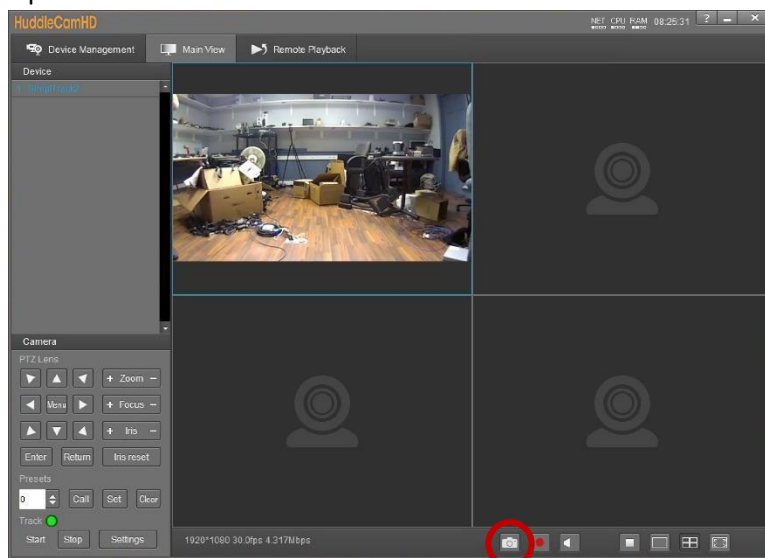 HuddleCamHD
NET CPU RAM 08:25:31 ? – ×
Device Management Main View Remote Playback
Device
Camera
PTZ Lens
+ Zoom −
Menu + Focus −
+ Iris −
Enter Return Iris reset
Presets
0 Call Set Clear
Track
Start Stop Settings
1920*1080 30.0fps 4.317Mbps